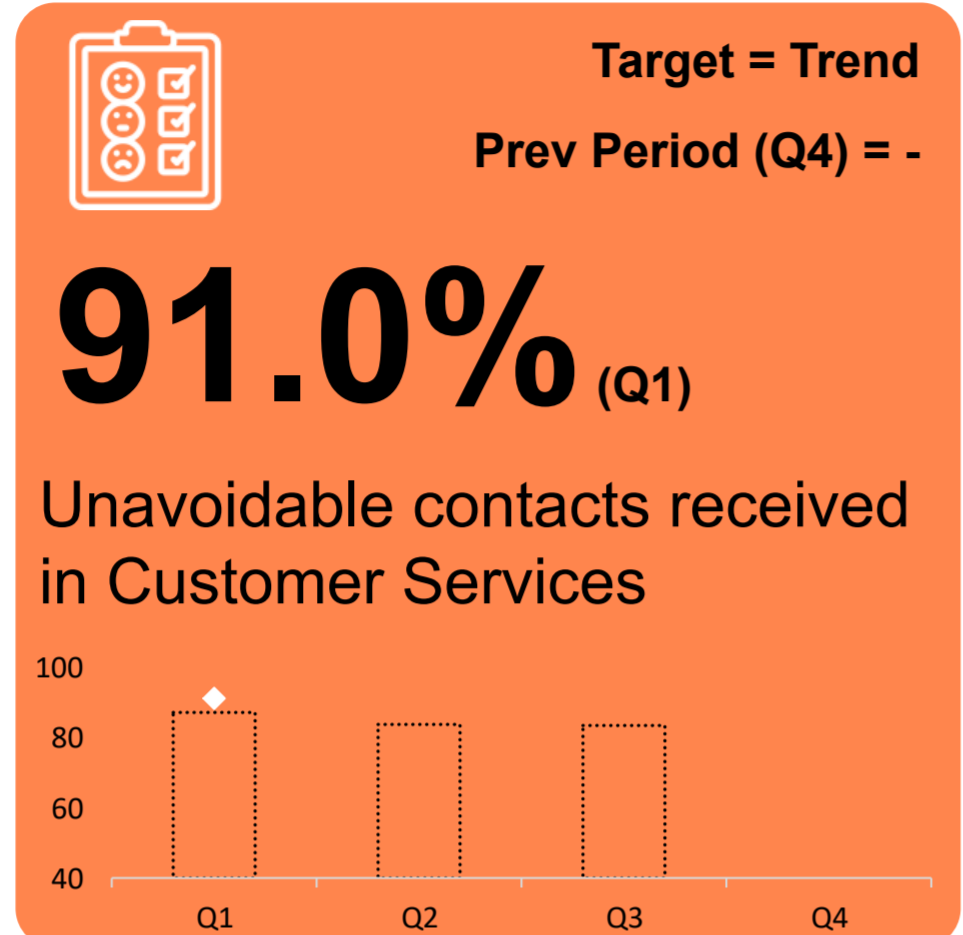 Target = Trend
Prev Period (Q4) = -
91.0% (Q1)
Unavoidable contacts received
in Customer Services
100
80
60
40
Q1 Q2 Q3 Q4